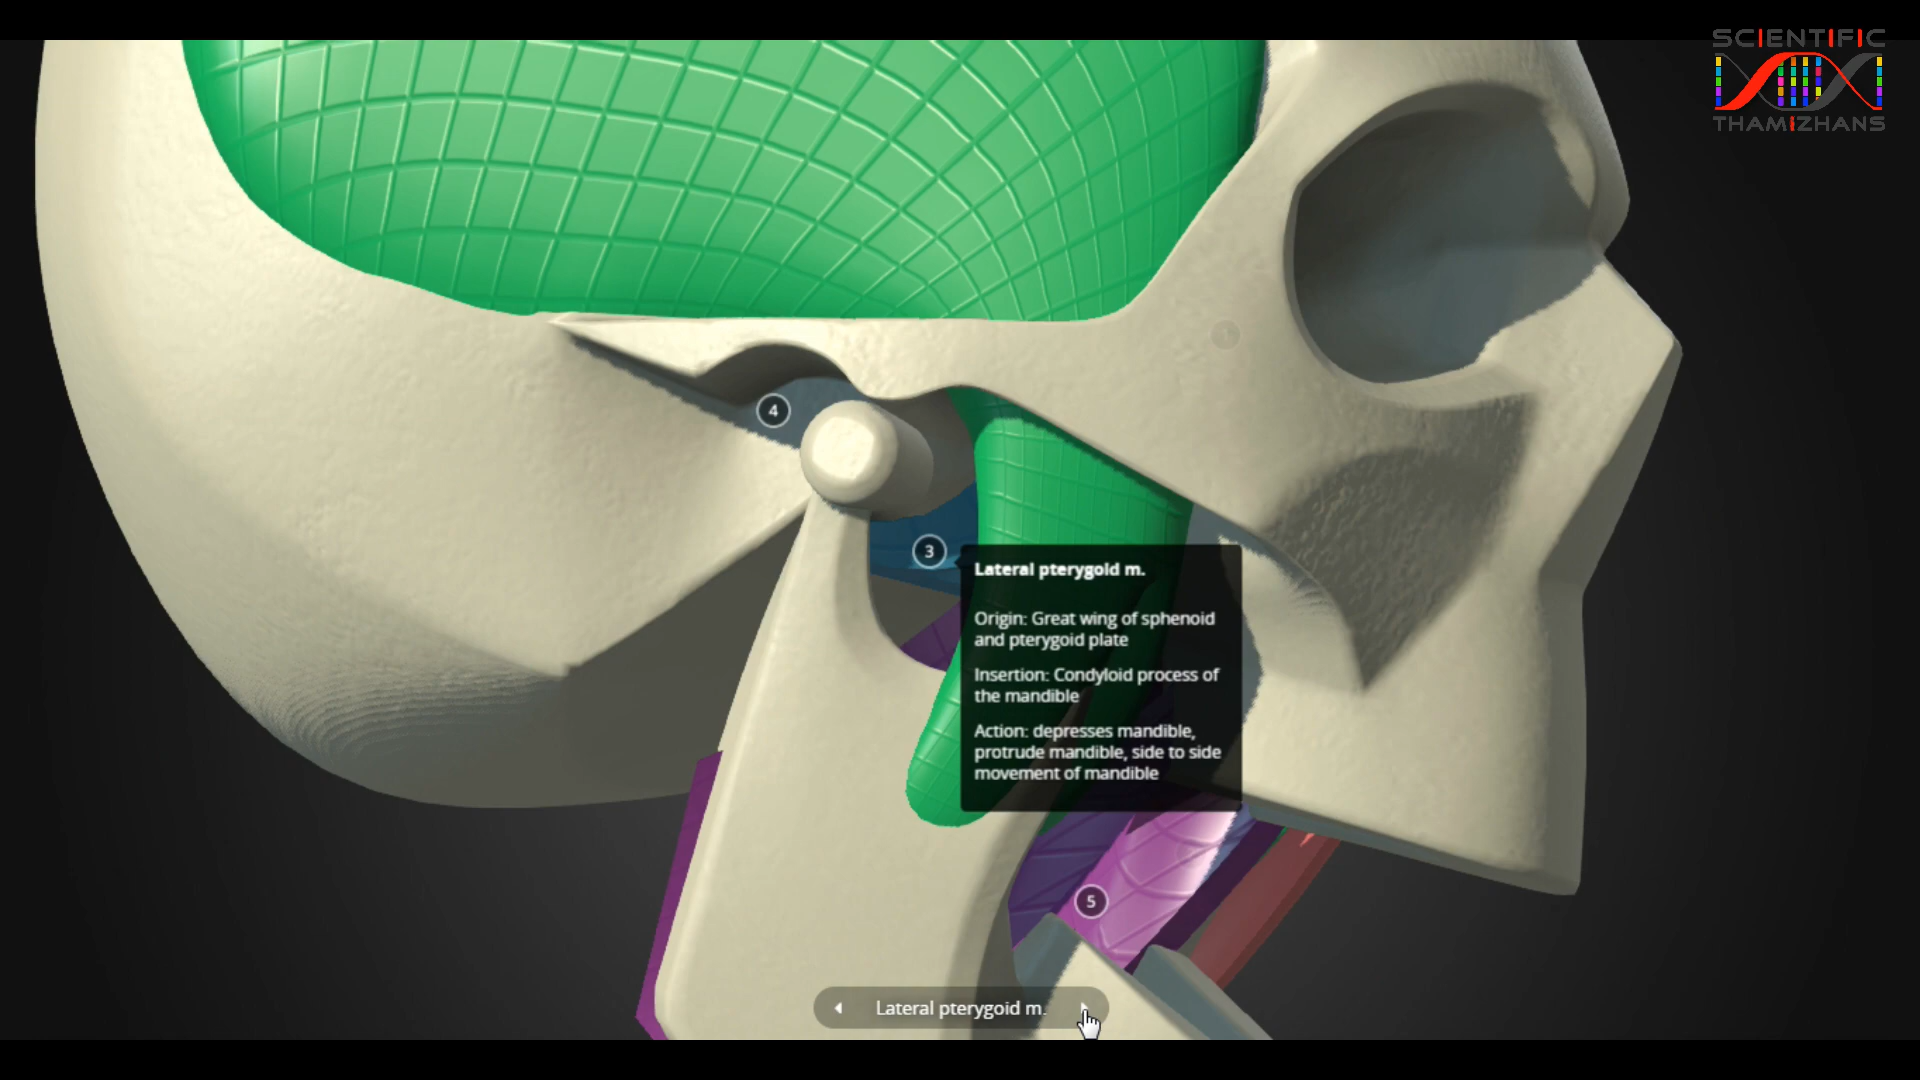 SCIENTIFIC
THAMIZHANS
4
3
Lateral pterygoid m.
Origin: Great wing of sphenoid
and pterygoid plate
Insertion: Condyloid process of
the mandible
Action: depresses mandible,
protrude mandible, side to side
movement of mandible
5
Lateral pterygoid m.